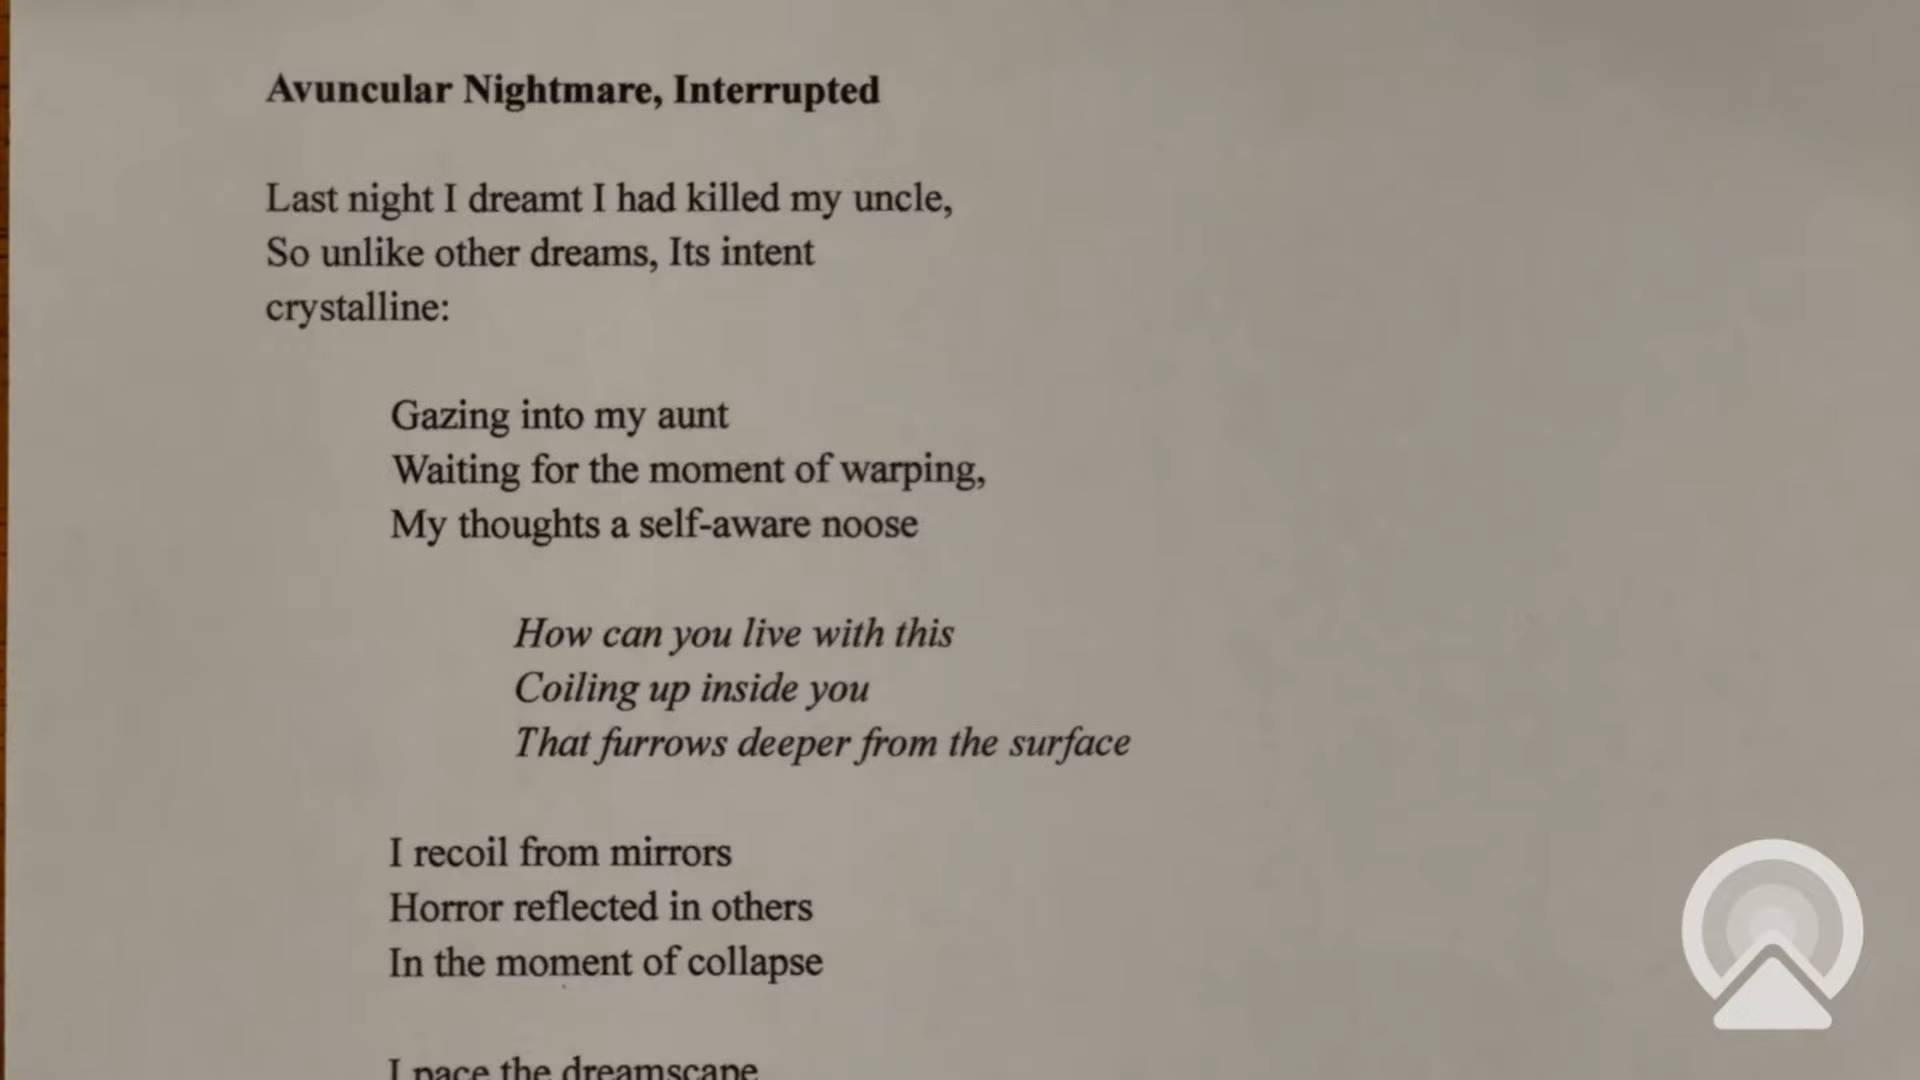 Avuncular Nightmare, Interrupted
Last night I dreamt I had killed my uncle,
So unlike other dreams, Its intent
crystalline:
Gazing into my aunt
Waiting for the moment of warping,
My thoughts a self-aware noose
How can you live with this
Coiling up inside you
That furrows deeper from the surface
I recoil from mirrors
Horror reflected in others
In the moment of collapse
I pace the dreamscape